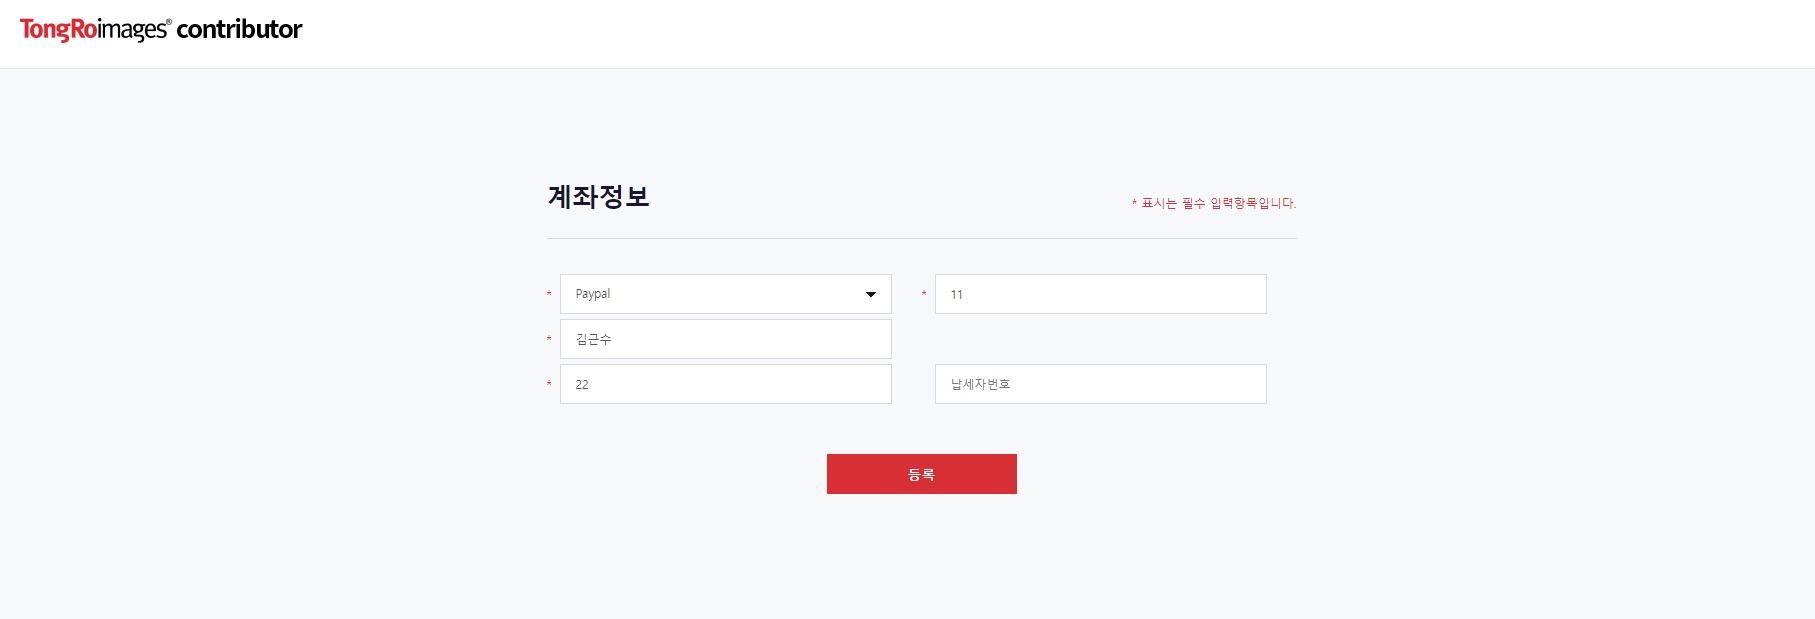 TongRoimages® contributor
계좌정보
* 표시는 필수 입력항목입니다.
* Paypal
* 11
* 김근수
* 22
납세자번호
등록